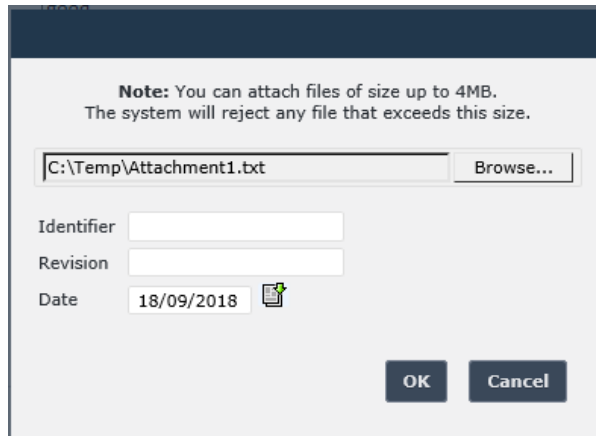 Note: You can attach files of size up to 4MB.
The system will reject any file that exceeds this size.
C:\Temp\Attachment1.txt
Browse...
Identifier
Revision
Date
18/09/2018
OK
Cancel